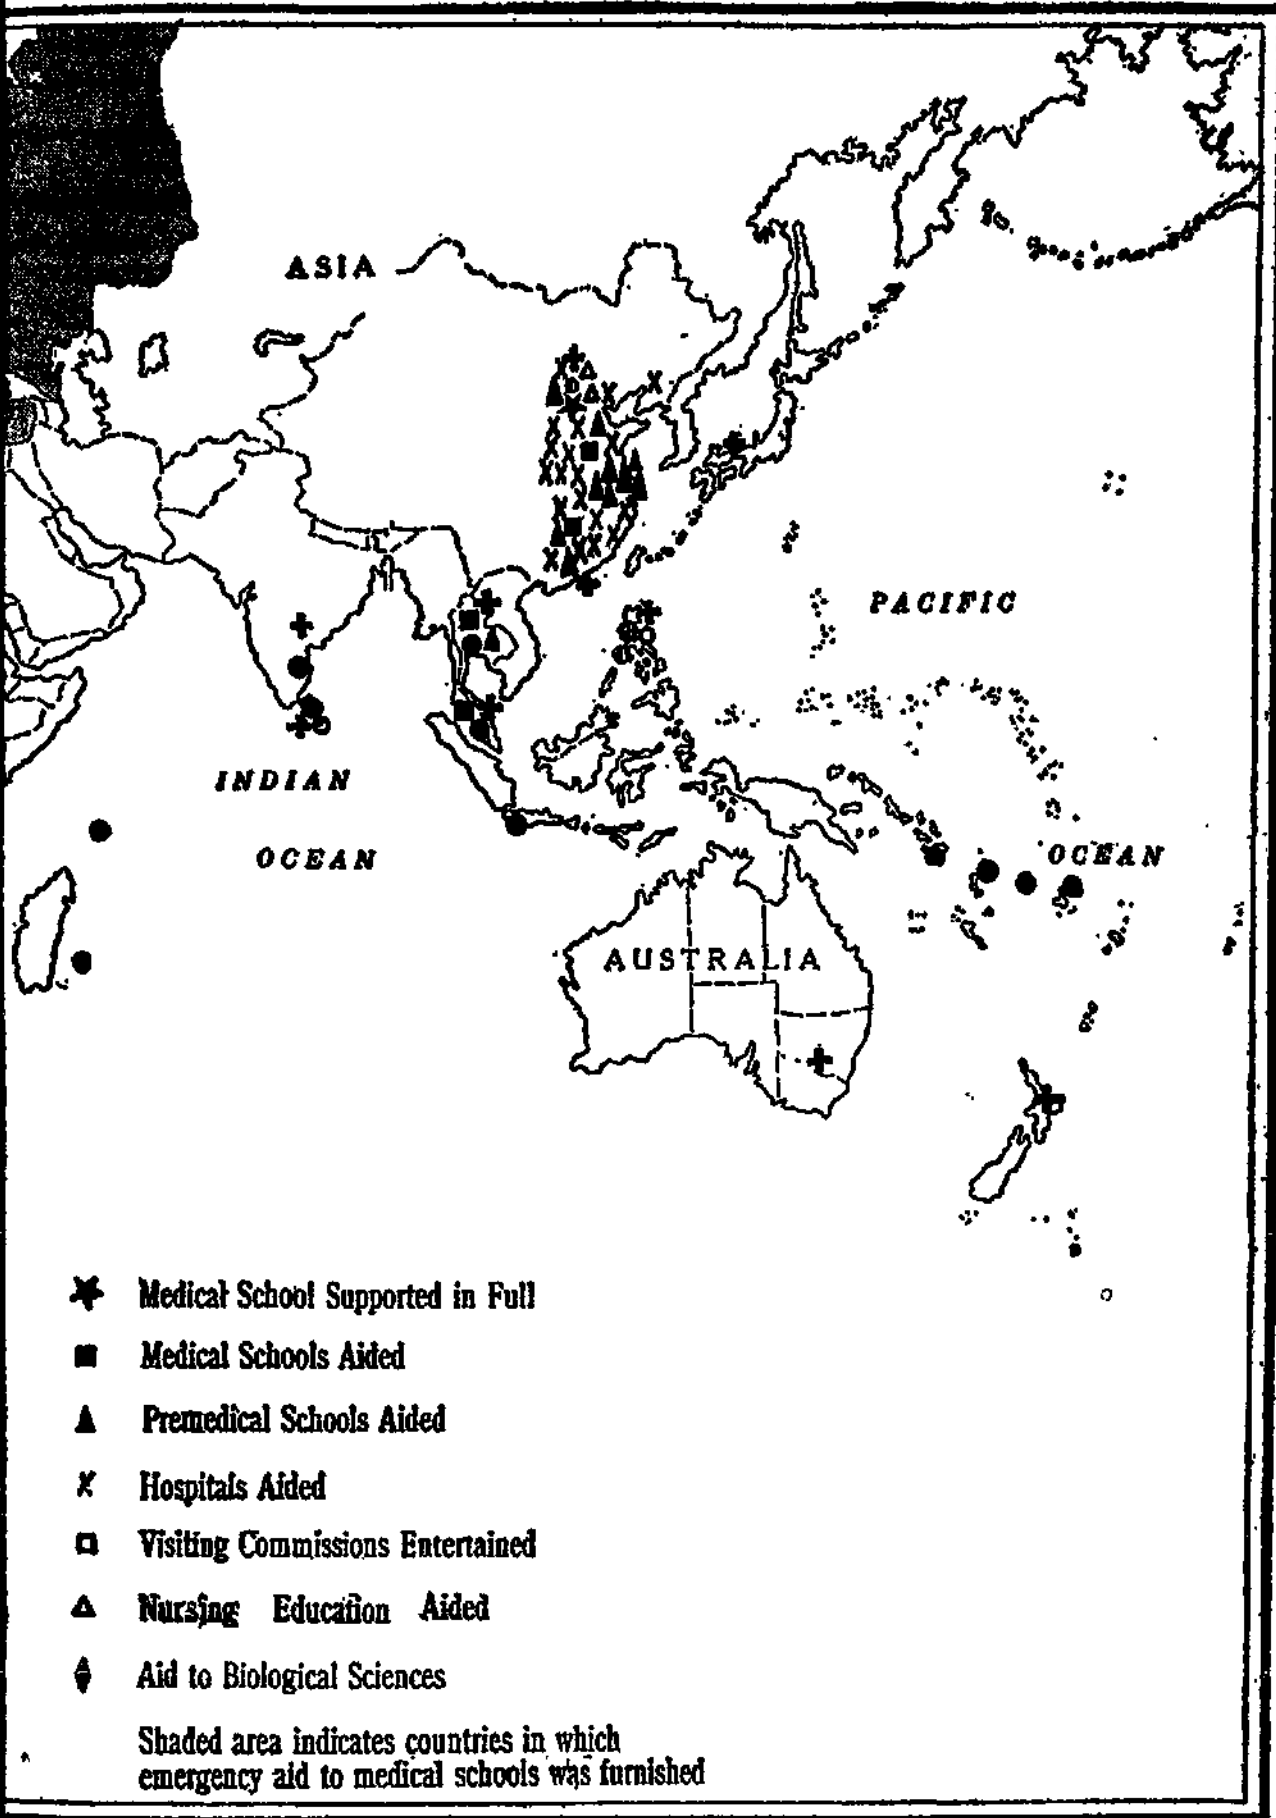 ASIA
PACIFIC
INDIAN
OCEAN
OCEAN
AUSTRALIA
Medical School Supported in Full
Medical Schools Aided
Premedical Schools Aided
Hospitals Aided
Visiting Commissions Entertained
Nursing Education Aided
Aid to Biological Sciences
Shaded area indicates countries in which
emergency aid to medical schools was furnished